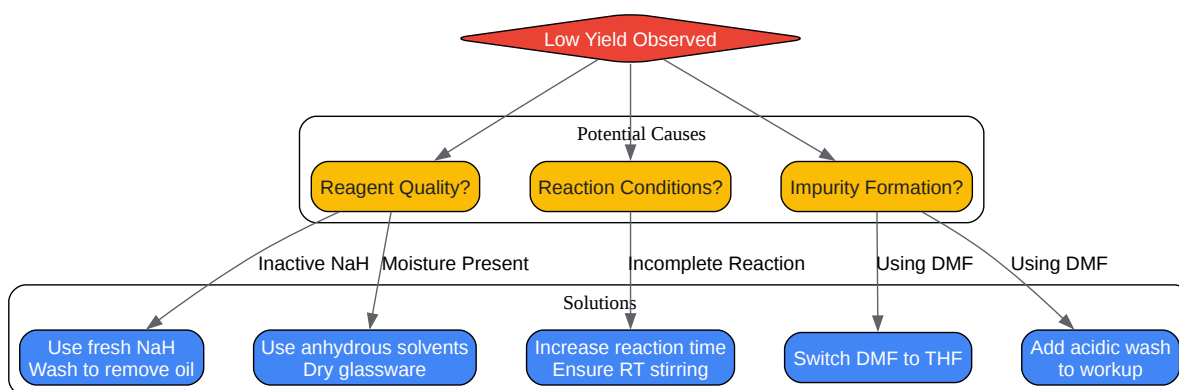 Low Yield Observed
Potential Causes
Reagent Quality?
Reaction Conditions?
Impurity Formation?
Inactive NaH
Moisture Present
Incomplete Reaction
Using DMF
Using DMF
Solutions
Use fresh NaH
Wash to remove oil
Use anhydrous solvents
Dry glassware
Increase reaction time
Ensure RT stirring
Switch DMF to THF
Add acidic wash
to workup